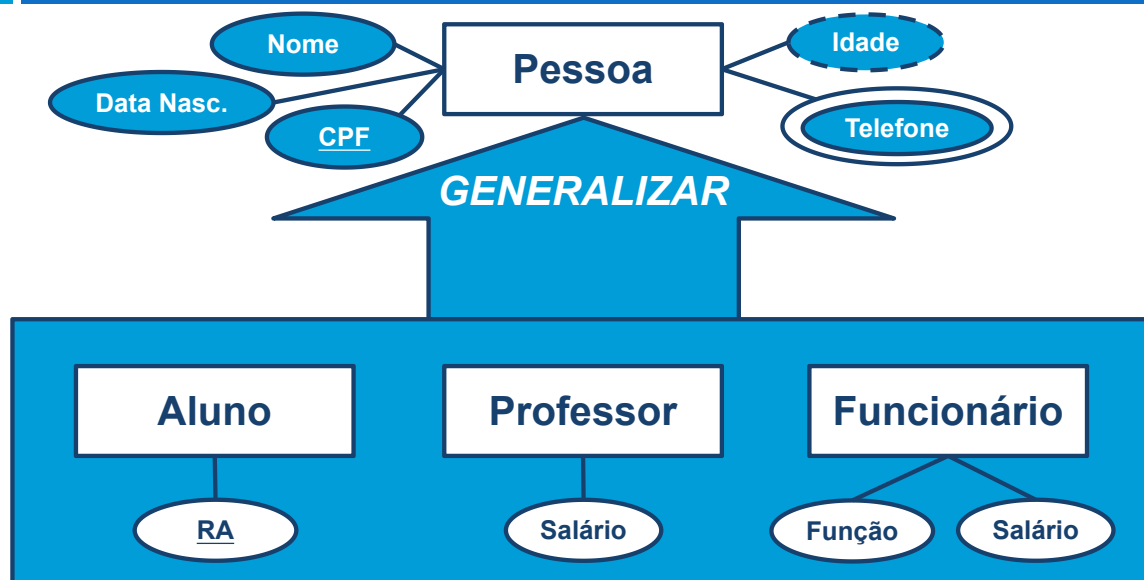 Nome
Pessoa
Idade
Data Nasc.
CPF
Telefone
GENERALIZAR
Aluno
Professor
Funcionário
RA
Salário
Função
Salário